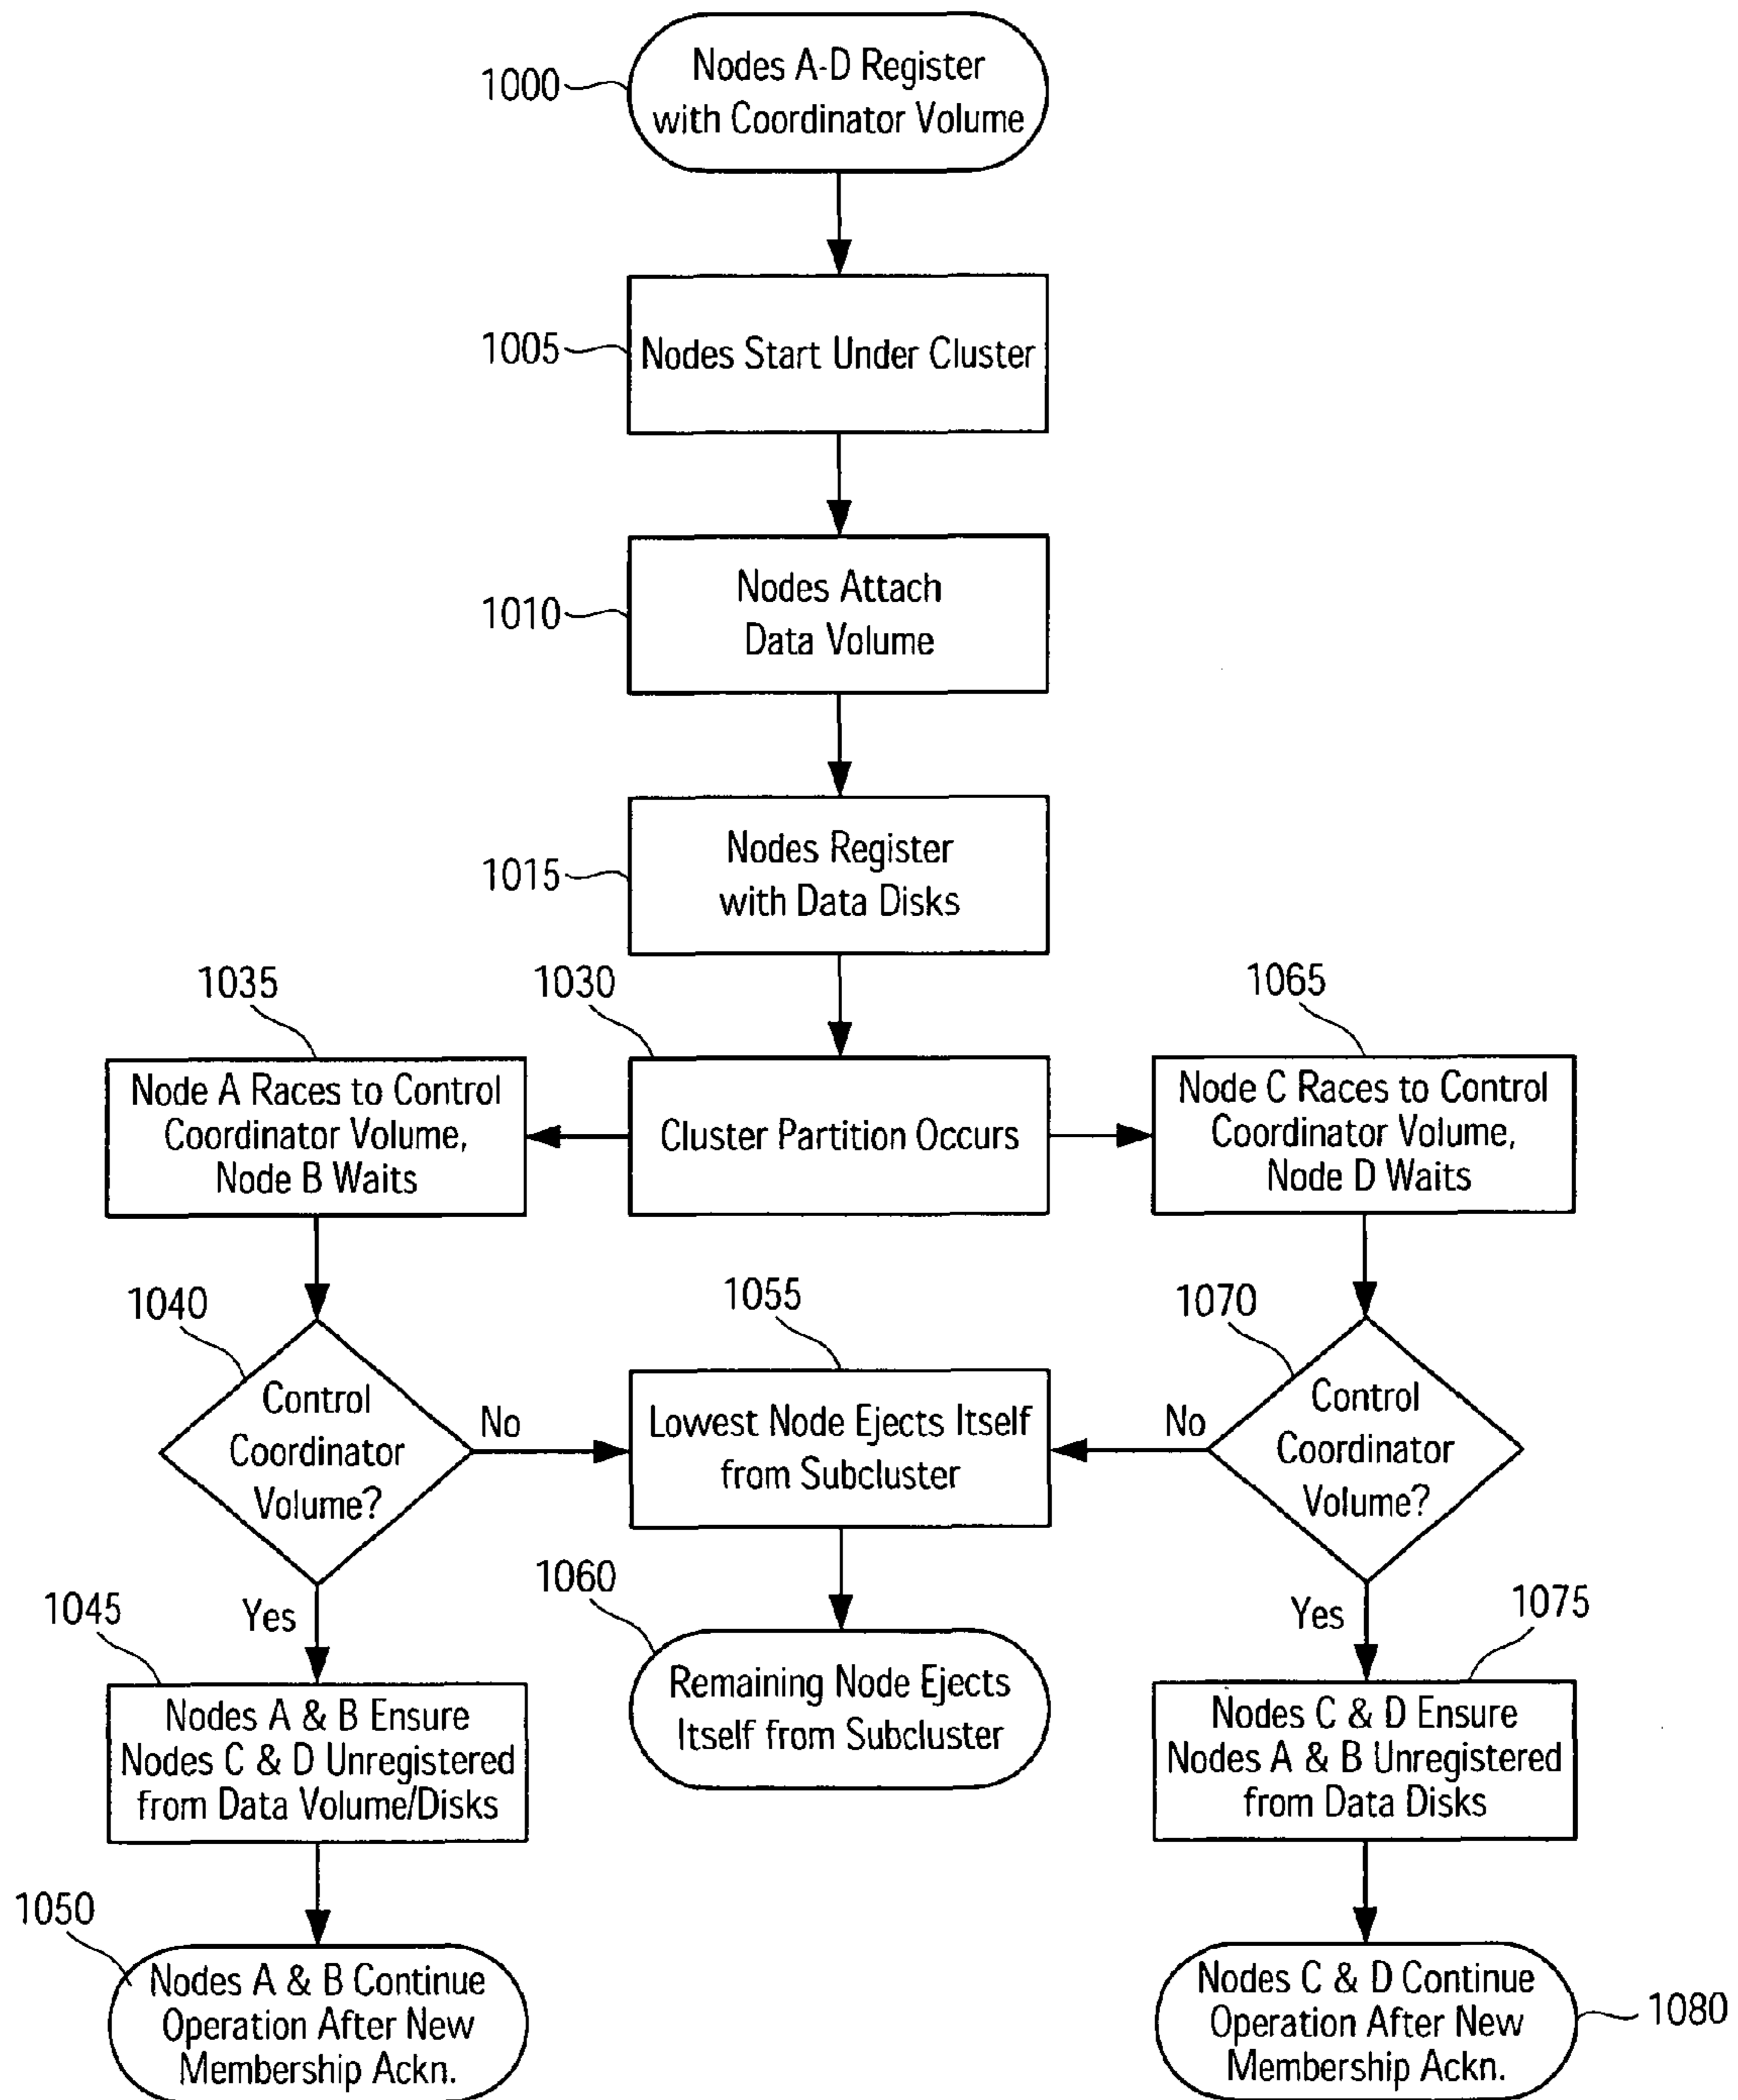 Nodes A-D Register
with Coordinator Volume
1000
Nodes Start Under Cluster
1005
Nodes Attach
Data Volume
1010
Nodes Register
with Data Disks
1015
1035
1030
1065
Node A Races to Control
Coordinator Volume,
Node B Waits
Cluster Partition Occurs
Node C Races to Control
Coordinator Volume,
Node D Waits
1040
1055
1070
Control
Coordinator
Volume?
No
Lowest Node Ejects Itself
from Subcluster
No
Control
Coordinator
Volume?
1045
Yes
1060
Yes
1075
Nodes A & B Ensure
Nodes C & D Unregistered
from Data Volume/Disks
Remaining Node Ejects
Itself from Subcluster
Nodes C & D Ensure
Nodes A & B Unregistered
from Data Disks
1050
Nodes A & B Continue
Operation After New
Membership Ackn.
Nodes C & D Continue
Operation After New
Membership Ackn.
1080